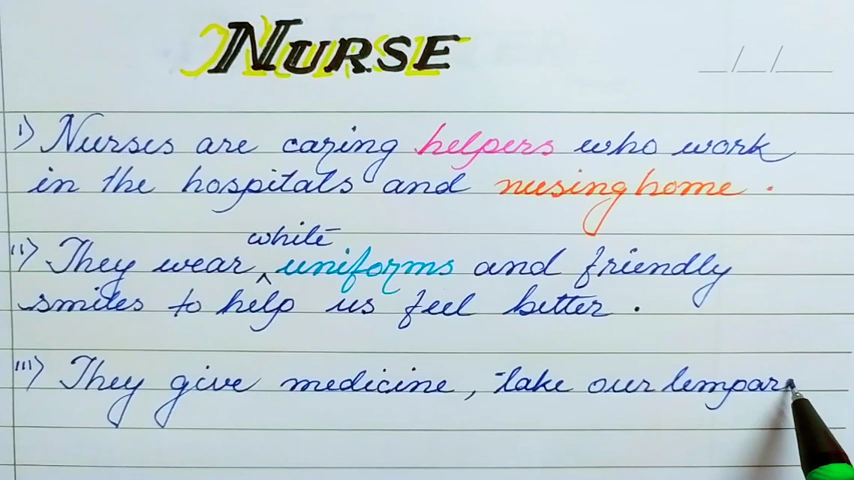 NURSE
i) Nurses are caring helpers who work
in the hospitals and nusing home.
ii) They wear white uniforms and friendly
smiles to help us feel better.
iii) They give medicine, take our tempar